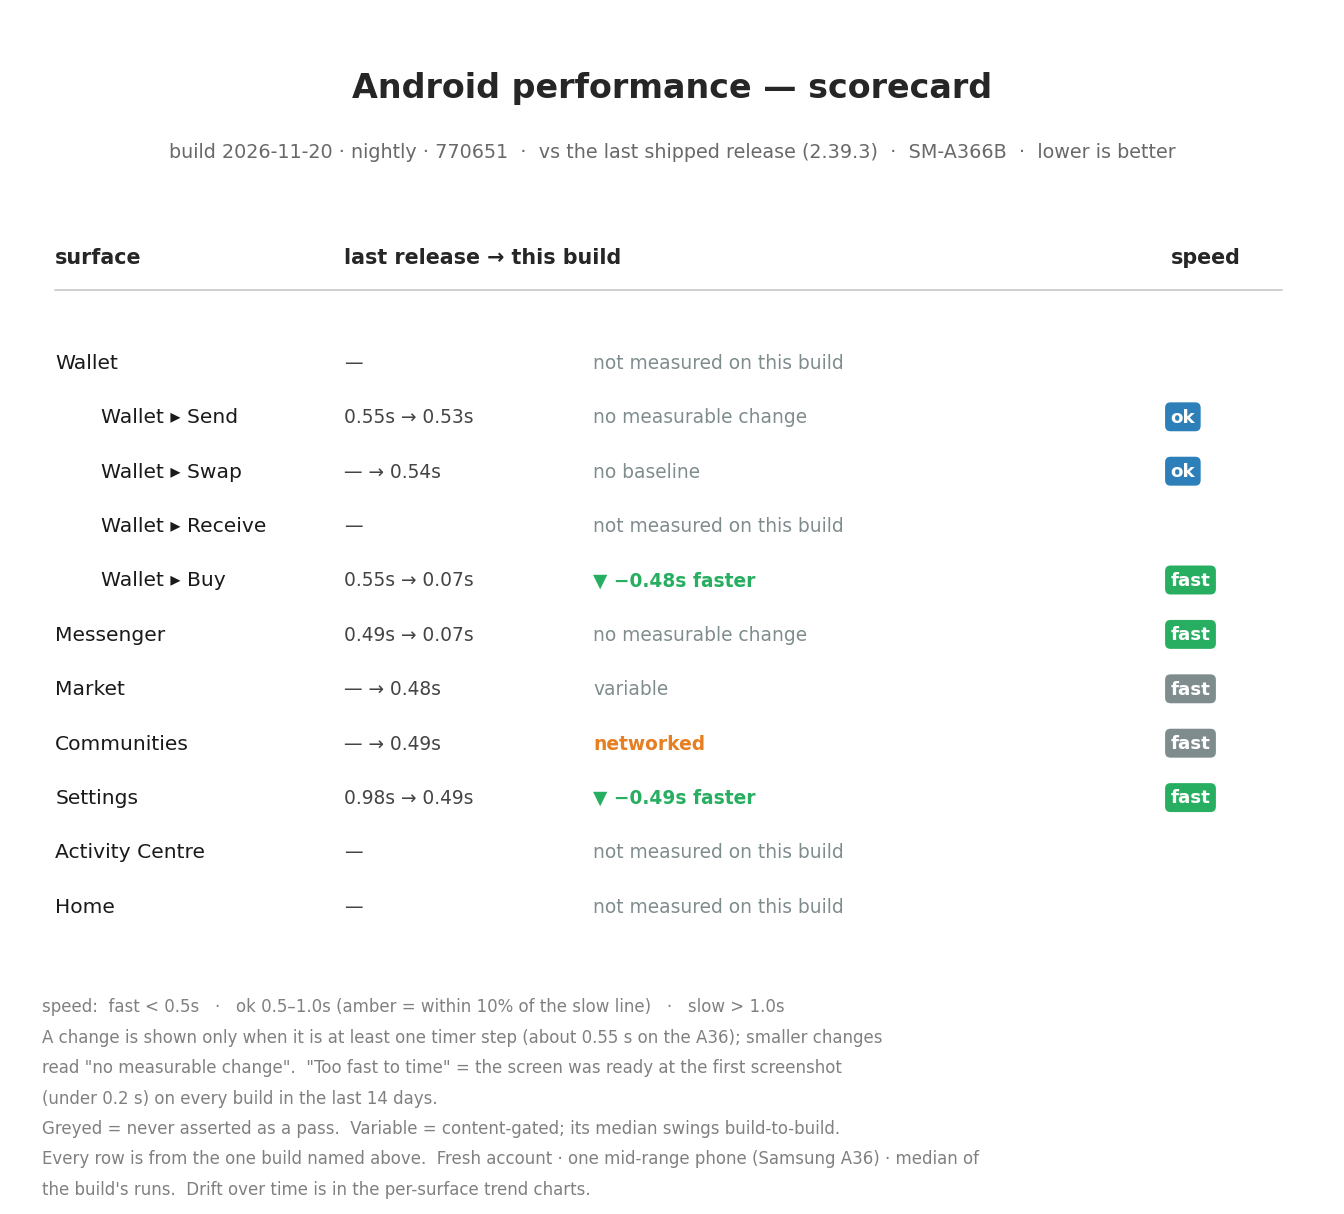 Android performance — scorecard
build 2026-11-20 · nightly · 770651 · vs the last shipped release (2.39.3) · SM-A366B · lower is better
surface last release → this build speed
Wallet — not measured on this build
Wallet ▸ Send 0.55s → 0.53s no measurable change ok
Wallet ▸ Swap — → 0.54s no baseline ok
Wallet ▸ Receive — not measured on this build
Wallet ▸ Buy 0.55s → 0.07s ▼ −0.48s faster fast
Messenger 0.49s → 0.07s no measurable change fast
Market — → 0.48s variable fast
Communities — → 0.49s networked fast
Settings 0.98s → 0.49s ▼ −0.49s faster fast
Activity Centre — not measured on this build
Home — not measured on this build
speed: fast < 0.5s · ok 0.5–1.0s (amber = within 10% of the slow line) · slow > 1.0s
A change is shown only when it is at least one timer step (about 0.55 s on the A36); smaller changes
read "no measurable change". "Too fast to time" = the screen was ready at the first screenshot
(under 0.2 s) on every build in the last 14 days.
Greyed = never asserted as a pass. Variable = content-gated; its median swings build-to-build.
Every row is from the one build named above. Fresh account · one mid-range phone (Samsung A36) · median of
the build's runs. Drift over time is in the per-surface trend charts.